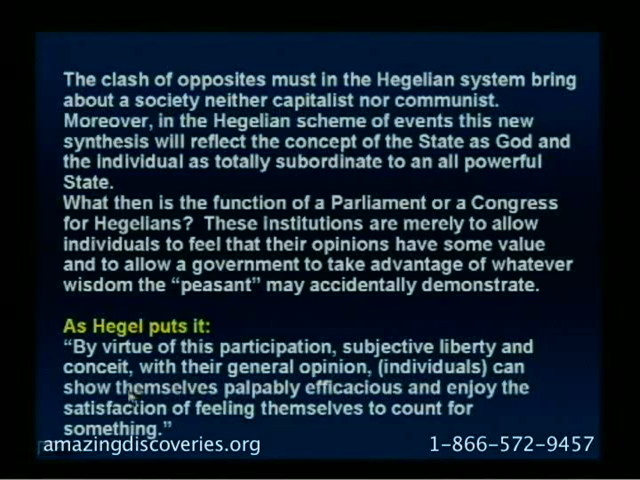 The clash of opposites must in the Hegelian system bring
about a society neither capitalist nor communist.
Moreover, in the Hegelian scheme of events this new
synthesis will reflect the concept of the State as God and
the individual as totally subordinate to an all powerful
State.
What then is the function of a Parliament or a Congress
for Hegelians? These institutions are merely to allow
individuals to feel that their opinions have some value
and to allow a government to take advantage of whatever
wisdom the “peasant” may accidentally demonstrate.
As Hegel puts it:
“By virtue of this participation, subjective liberty and
conceit, with their general opinion, (individuals) can
show themselves palpably efficacious and enjoy the
satisfaction of feeling themselves to count for
something.”
amazingdiscoveries.org 1-866-572-9457